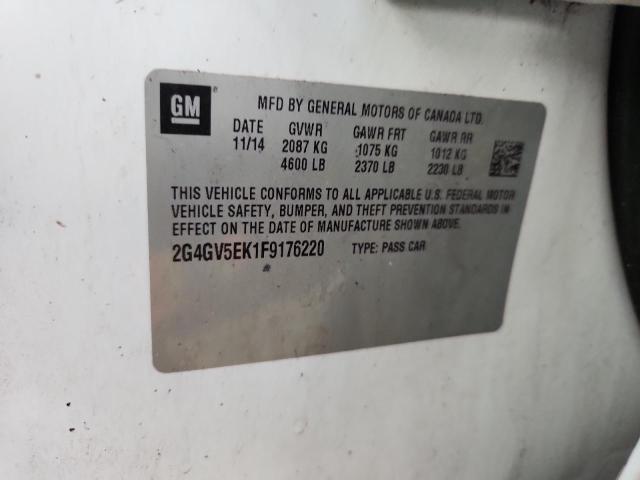 GM
MFD BY GENERAL MOTORS OF CANADA LTD.
DATE GVWR GAWR FRT GAWR RR
11/14 2087 KG 1075 KG 1012 KG
4600 LB 2370 LB 2230 LB
THIS VEHICLE CONFORMS TO ALL APPLICABLE U.S. FEDERAL MOTOR
VEHICLE SAFETY, BUMPER, AND THEFT PREVENTION STANDARDS IN
EFFECT ON THE DATE OF MANUFACTURE SHOWN ABOVE.
2G4GV5EK1F9176220 TYPE: PASS CAR